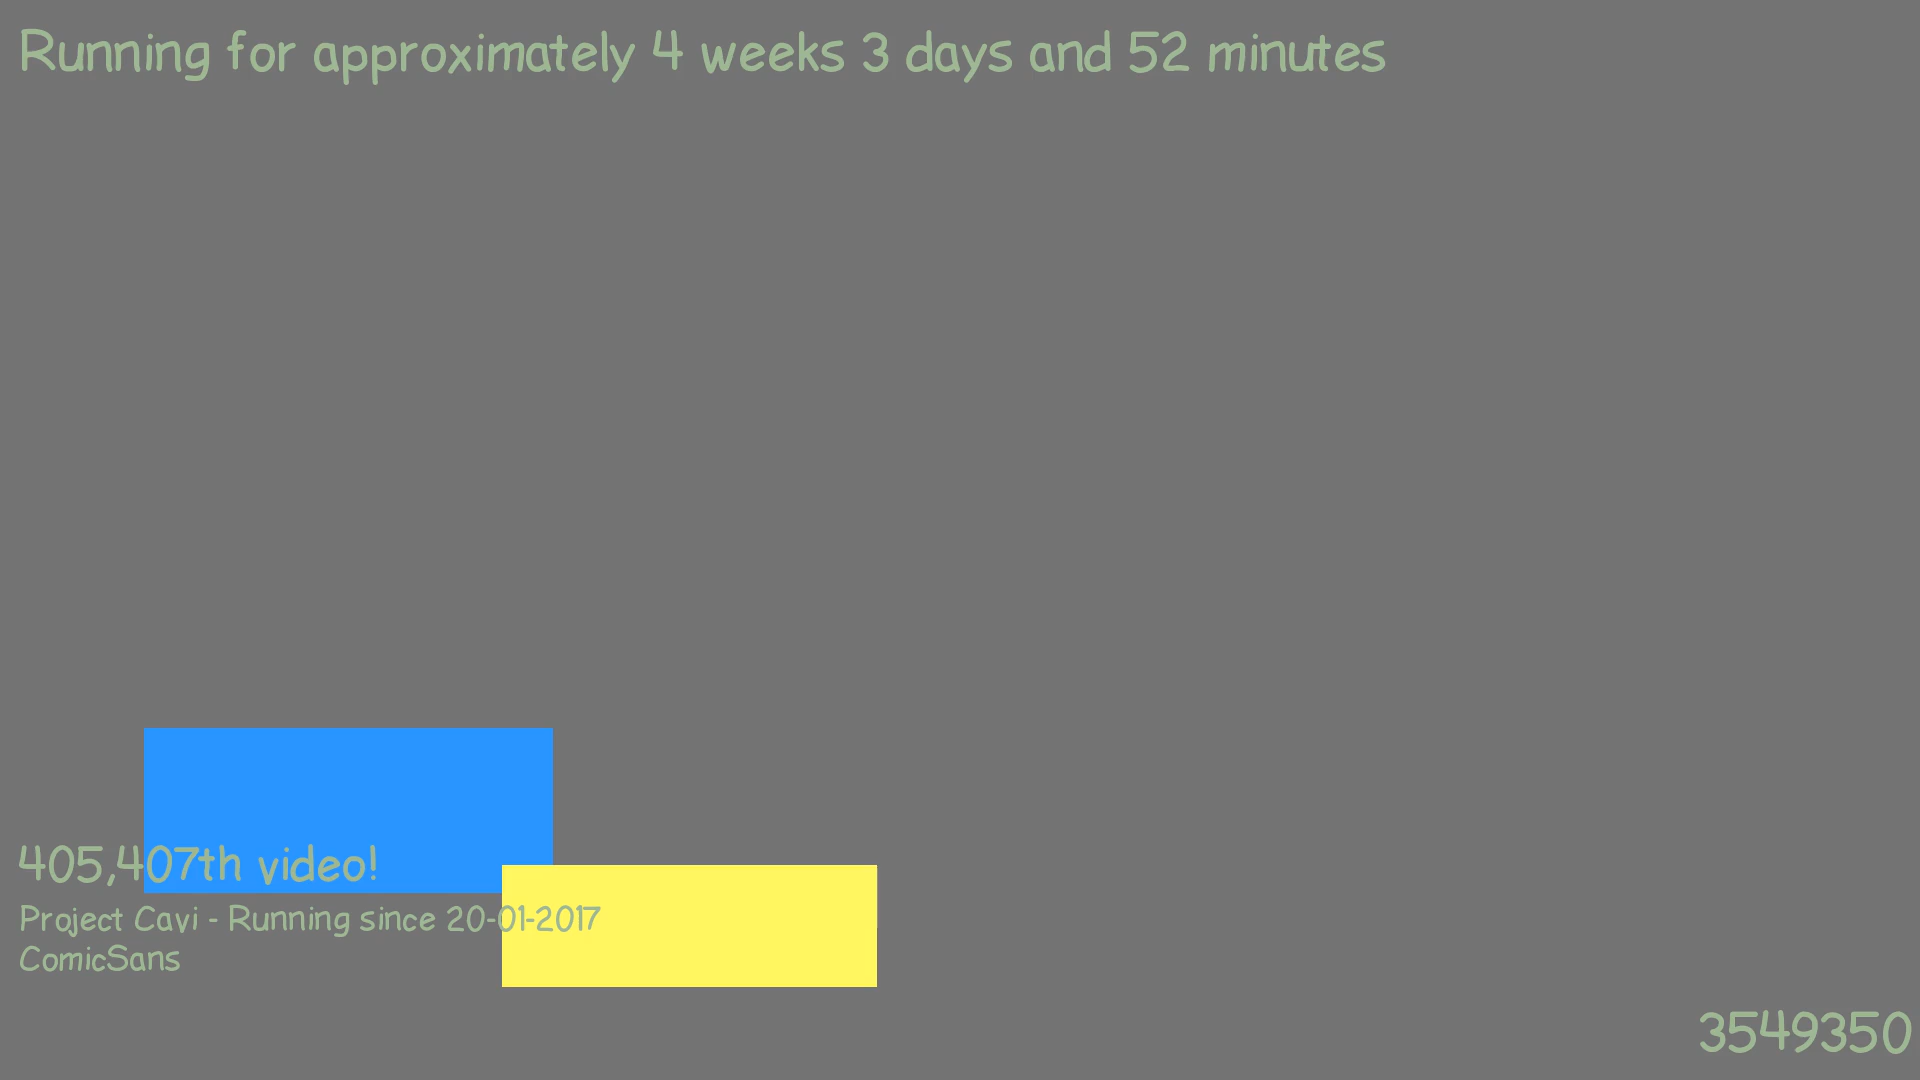 Running for approximately 4 weeks 3 days and 52 minutes
405,407th video!
Project Cavi - Running since 20-01-2017
ComicSans
3549350